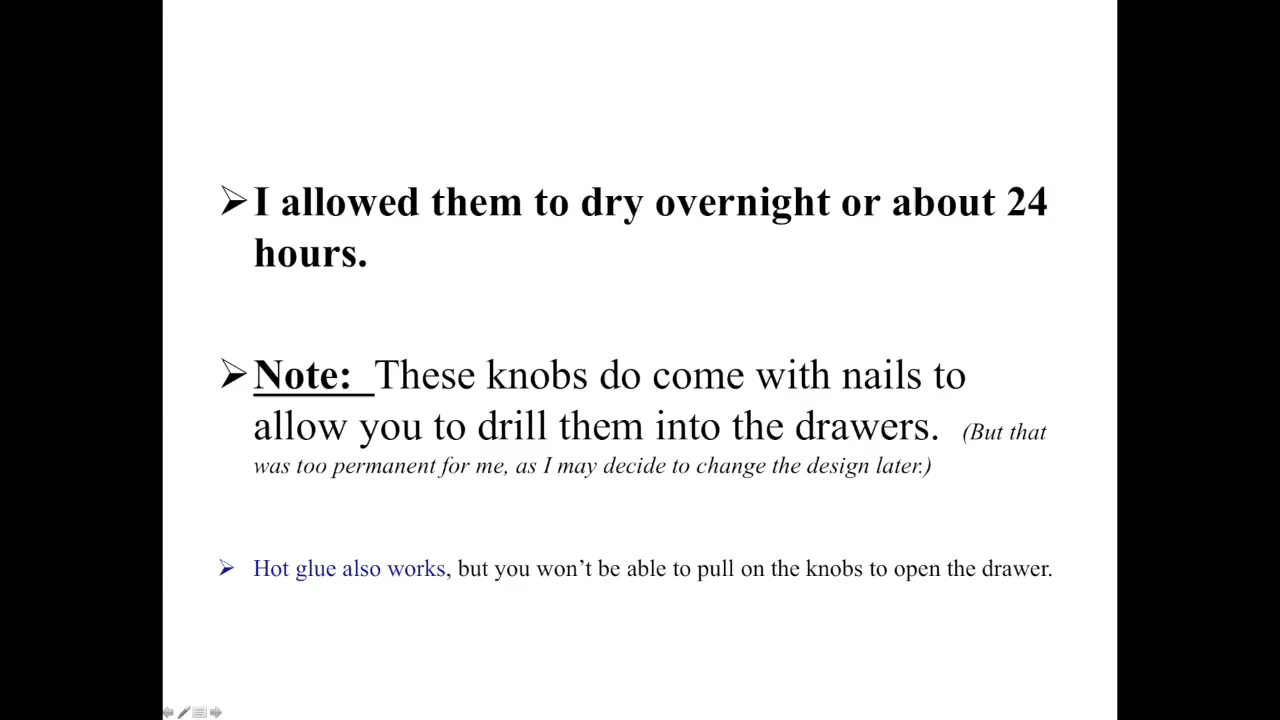 ➢ I allowed them to dry overnight or about 24
hours.
➢ Note: These knobs do come with nails to
allow you to drill them into the drawers. (But that
was too permanent for me, as I may decide to change the design later.)
➢ Hot glue also works, but you won’t be able to pull on the knobs to open the drawer.